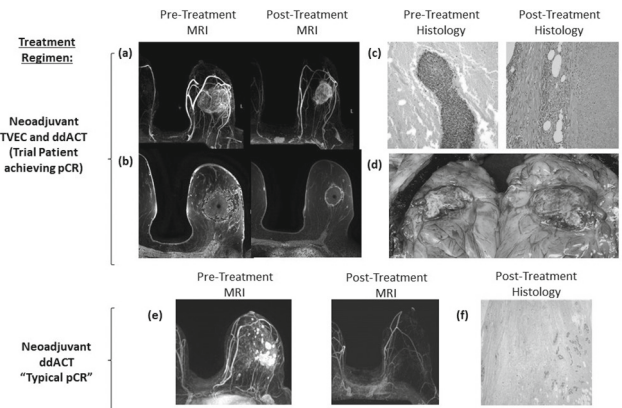 Pre-Treatment
MRI
Post-Treatment
MRI
Pre-Treatment
Histology
Post-Treatment
Histology
Treatment
Regimen:
(a)
(c)
Neoadjuvant
TVEC and ddACT
(Trial Patient
achieving pCR)
(b)
(d)
Pre-Treatment
MRI
Post-Treatment
MRI
Post-Treatment
Histology
(e)
(f)
Neoadjuvant
ddACT
“Typical pCR”